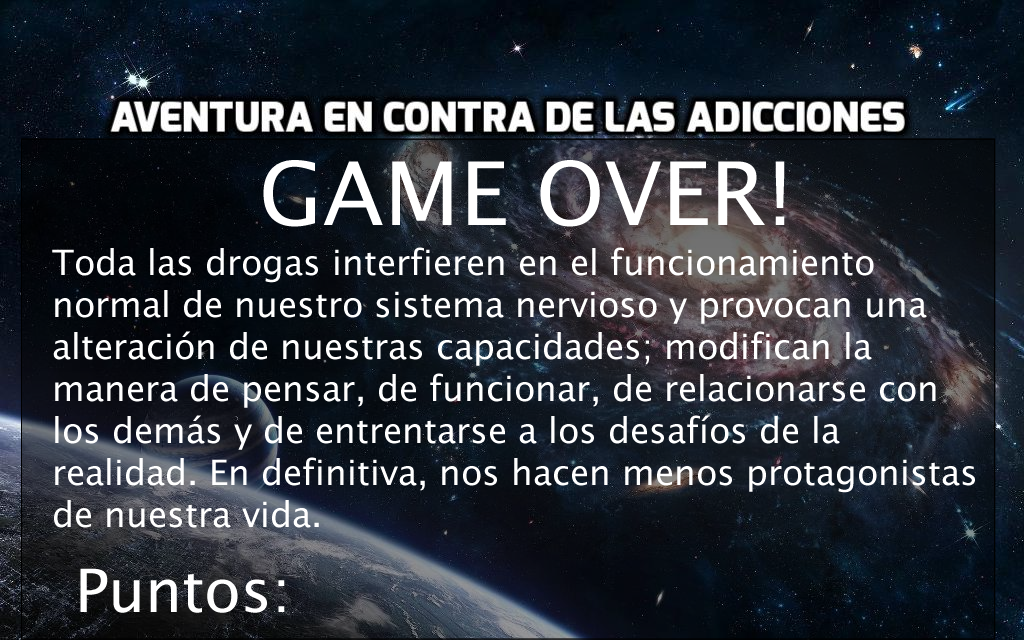 AVENTURA EN CONTRA DE LAS ADICCIONES
GAME OVER!
Toda las drogas interfieren en el funcionamiento
normal de nuestro sistema nervioso y provocan una
alteración de nuestras capacidades; modifican la
manera de pensar, de funcionar, de relacionarse con
los demás y de entrentarse a los desafíos de la
realidad. En definitiva, nos hacen menos protagonistas
de nuestra vida.
Puntos: